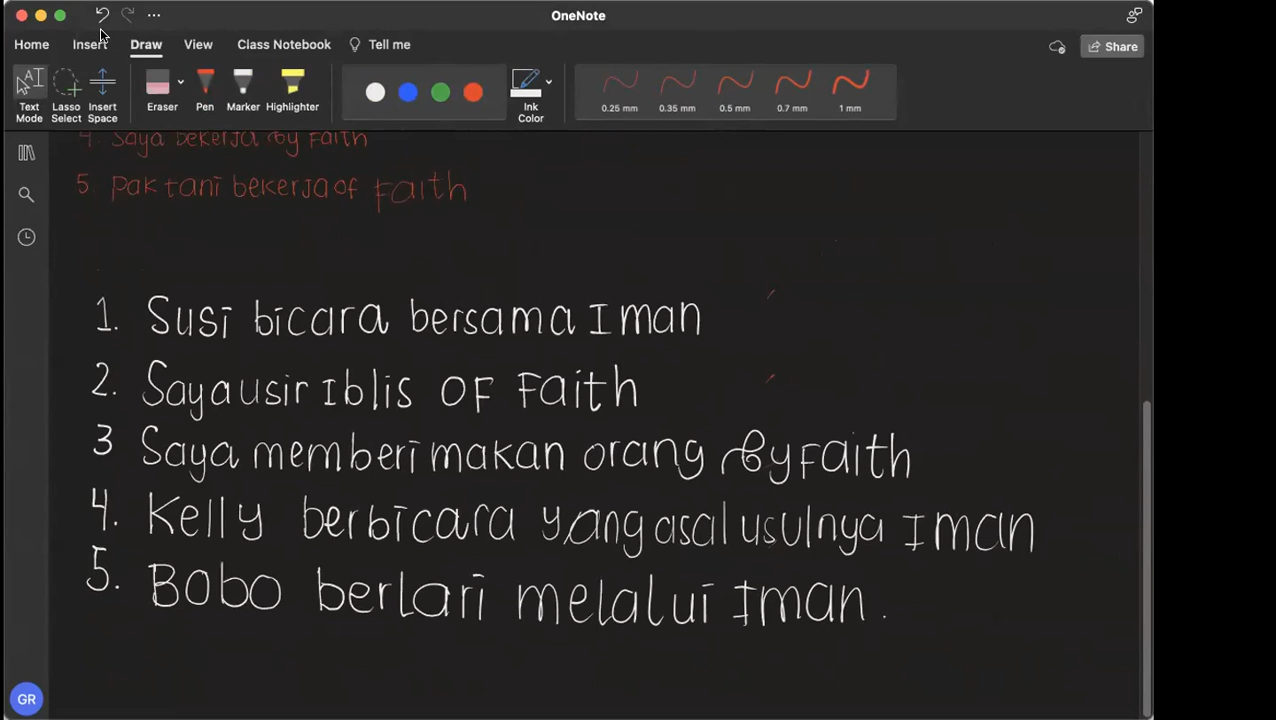 OneNote
Home Insert Draw View Class Notebook Tell me
Share
Text Mode
Lasso Select
Insert Space
Eraser
Pen
Marker
Highlighter
Ink Color
0.25 mm
0.35 mm
0.5 mm
0.7 mm
1 mm
4. Saya bekerja By Faith
5. Pak tani bekerja of Faith
1. Susi bicara bersama Iman
2. Saya usir Iblis OF Faith
3 Saya memberi makan orang By Faith
4. Kelly berbicara yang asal usulnya Iman
5. Bobo berlari melalui Iman.
GR